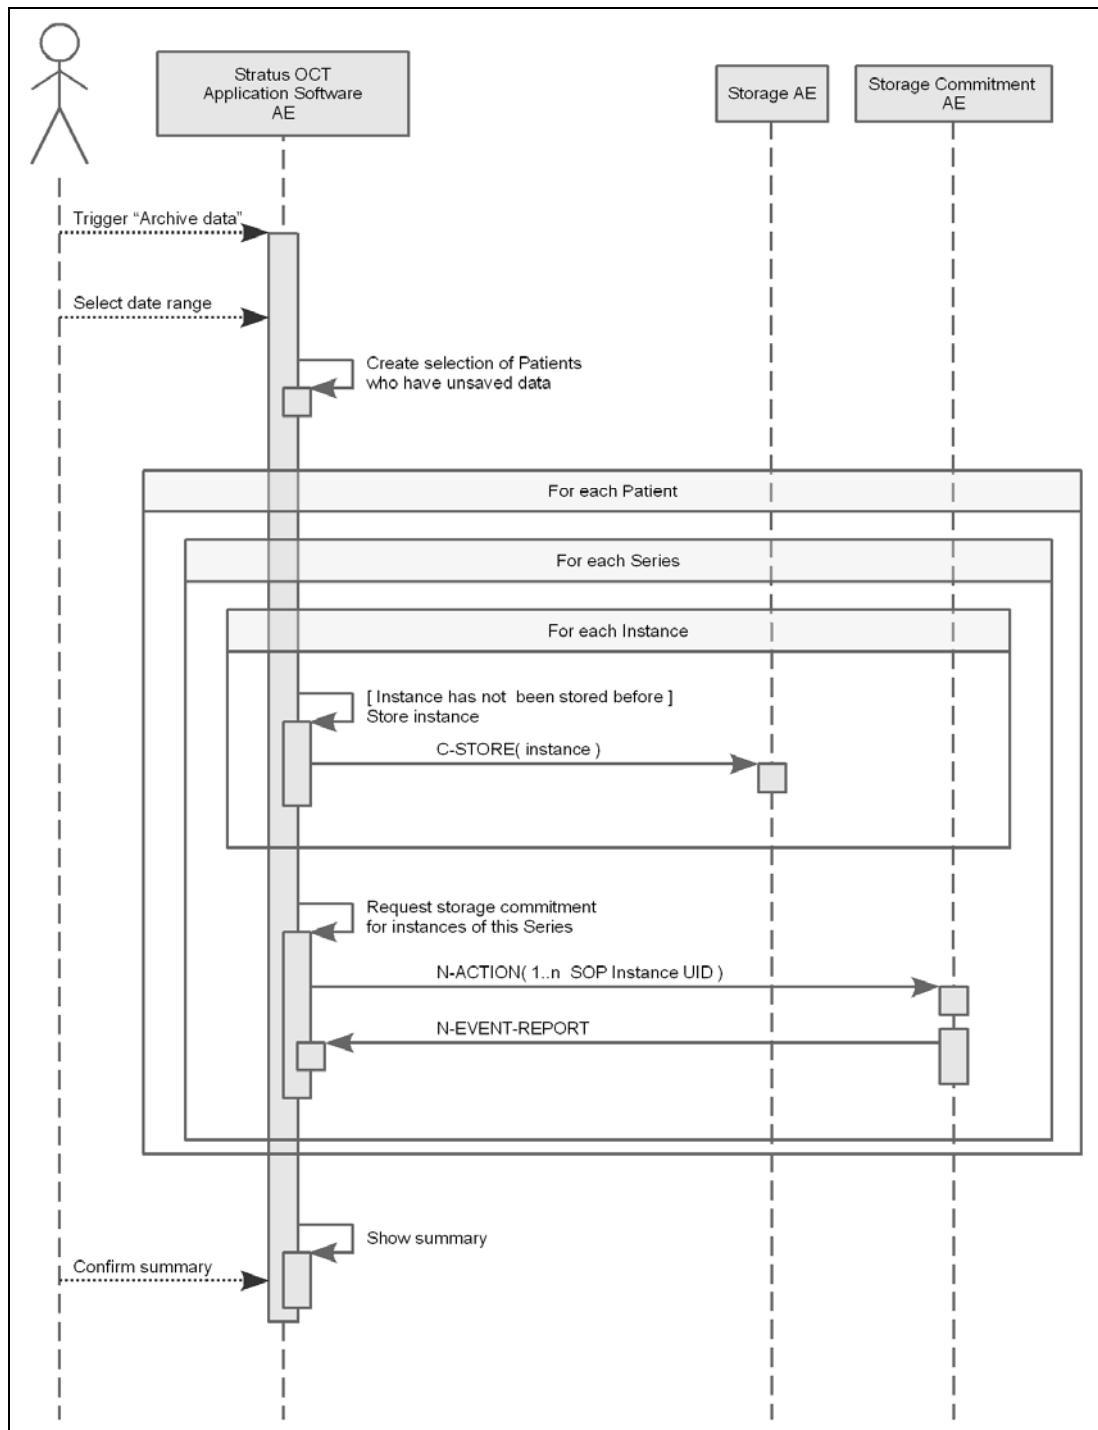 Stratus OCT
Application Software
AE
Storage AE
Storage Commitment
AE
Trigger “Archive data”
Select date range
Create selection of Patients
who have unsaved data
For each Patient
For each Series
For each Instance
[ Instance has not  been stored before ]
Store instance
C-STORE( instance )
Request storage commitment
for instances of this Series
N-ACTION( 1..n  SOP Instance UID )
N-EVENT-REPORT
Show summary
Confirm summary